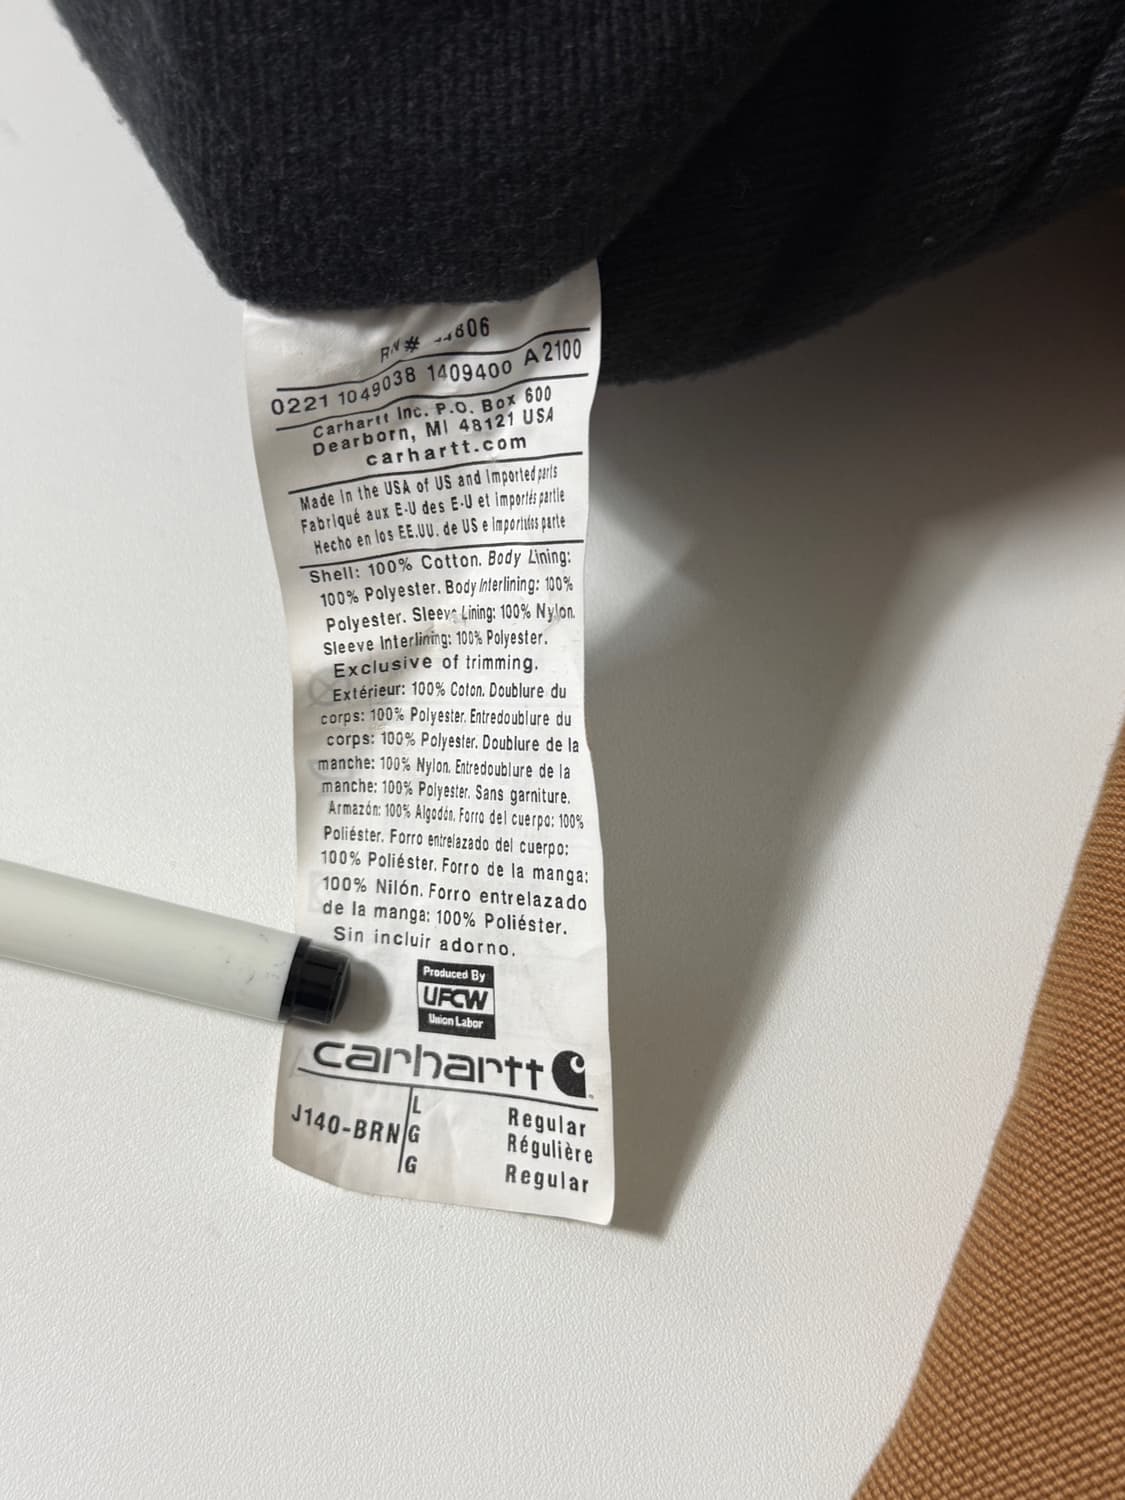 RN # 14806
0221 1049038 1409400 A2100
Carhartt Inc. P.O. Box 600
Dearborn, MI 48121 USA
carhartt.com
Made in the USA of US and Imported parts
Fabriqué aux E-U des E-U et importés partie
Hecho en los EE.UU. de US e Importados parte
Shell: 100% Cotton. Body Lining:
100% Polyester. Body Interlining: 100%
Polyester. Sleeve Lining: 100% Nylon.
Sleeve Interlining: 100% Polyester.
Exclusive of trimming.
Extérieur: 100% Coton. Doublure du
corps: 100% Polyester. Entredoublure du
corps: 100% Polyester. Doublure de la
manche: 100% Nylon. Entredoublure de la
manche: 100% Polyester. Sans garniture.
Armazón: 100% Algodón. Forro del cuerpo: 100%
Poliéster. Forro entrelazado del cuerpo:
100% Poliéster. Forro de la manga:
100% Nilón. Forro entrelazado
de la manga: 100% Poliéster.
Sin incluir adorno.
Produced By
UFCW
Union Labor
carhartt
J140-BRN
L Regular
G Régulière
G Regular